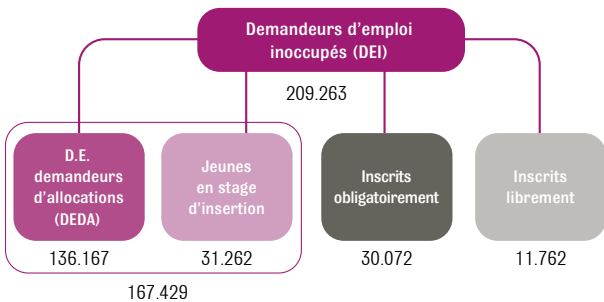 Demandeurs d'emploi
inoccupés (DEI)
209.263
D.E.
demandeurs
d'allocations
(DEDA)
Jeunes
en stage
d'insertion
Inscrits
obligatoirement
Inscrits
librement
136.167
31.262
30.072
11.762
167.429